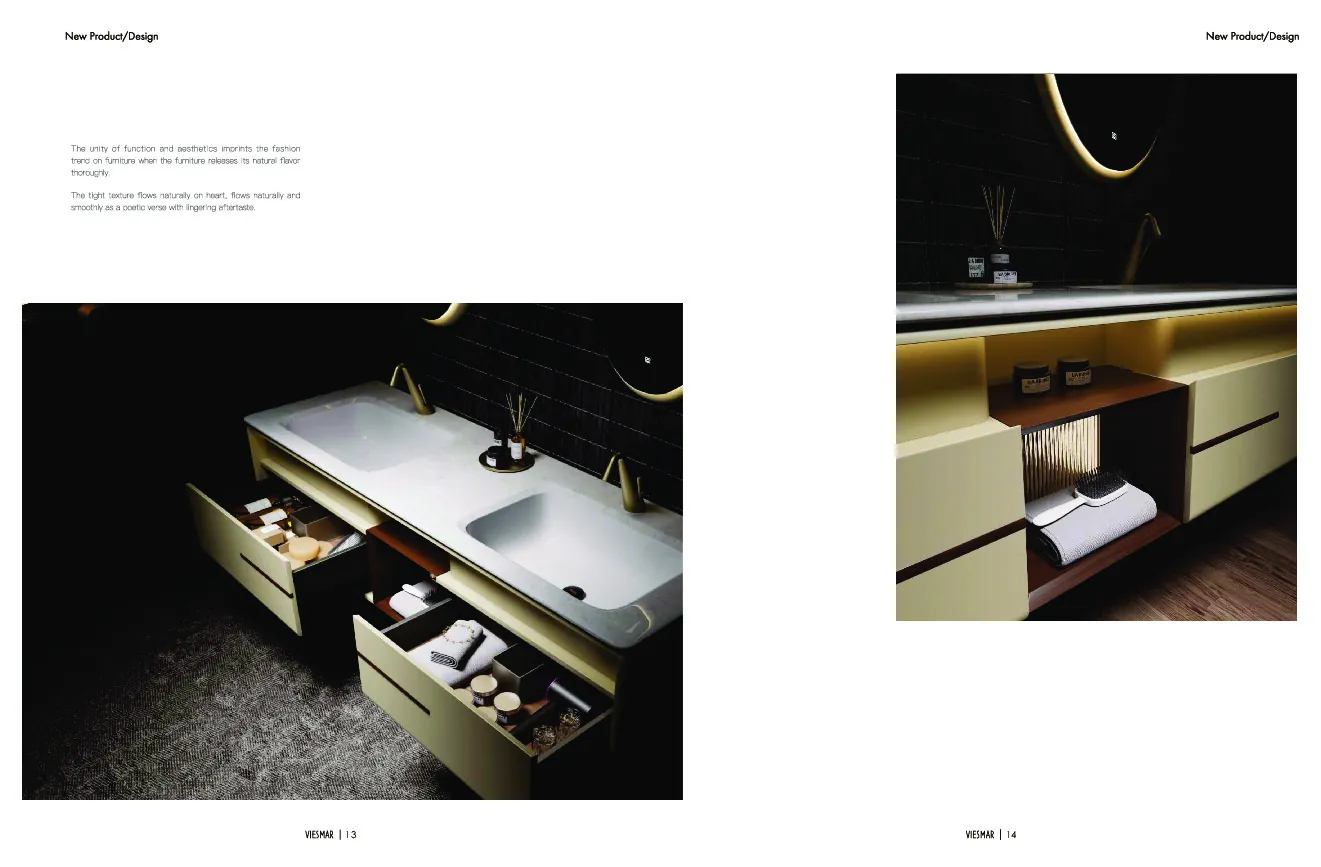 New Product/Design
New Product/Design
The unity of function and aesthetics imprints the fashion
trend on furniture when the furniture releases its natural flavor
thoroughly.
The tight texture flows naturally on heart, flows naturally and
smoothly as a poetic verse with lingering aftertaste.
VIESMAR | 13
VIESMAR | 14